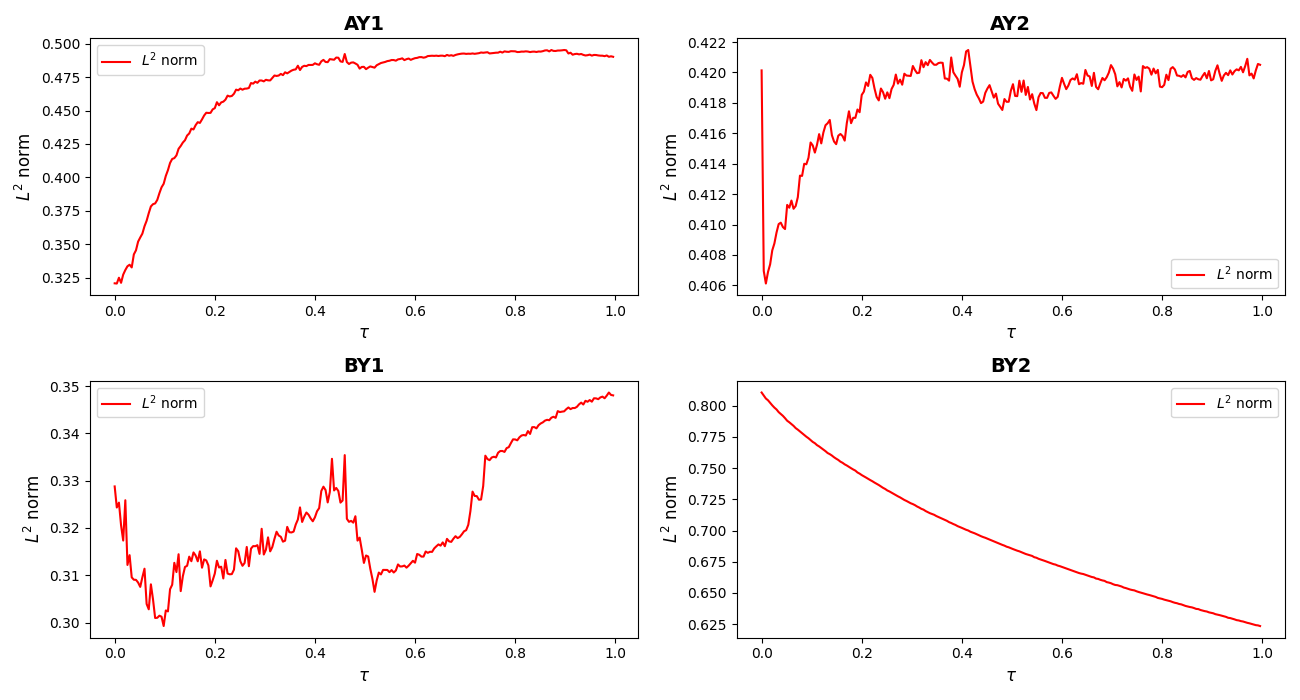 AY1
L² norm
0.500
0.475
0.450
0.425
0.400
0.375
0.350
0.325
L² norm
0.0 0.2 0.4 0.6 0.8 1.0
τ
AY2
L² norm
0.422
0.420
0.418
0.416
0.414
0.412
0.410
0.408
0.406
L² norm
0.0 0.2 0.4 0.6 0.8 1.0
τ
BY1
L² norm
0.35
0.34
0.33
0.32
0.31
0.30
L² norm
0.0 0.2 0.4 0.6 0.8 1.0
τ
BY2
L² norm
0.800
0.775
0.750
0.725
0.700
0.675
0.650
0.625
L² norm
0.0 0.2 0.4 0.6 0.8 1.0
τ